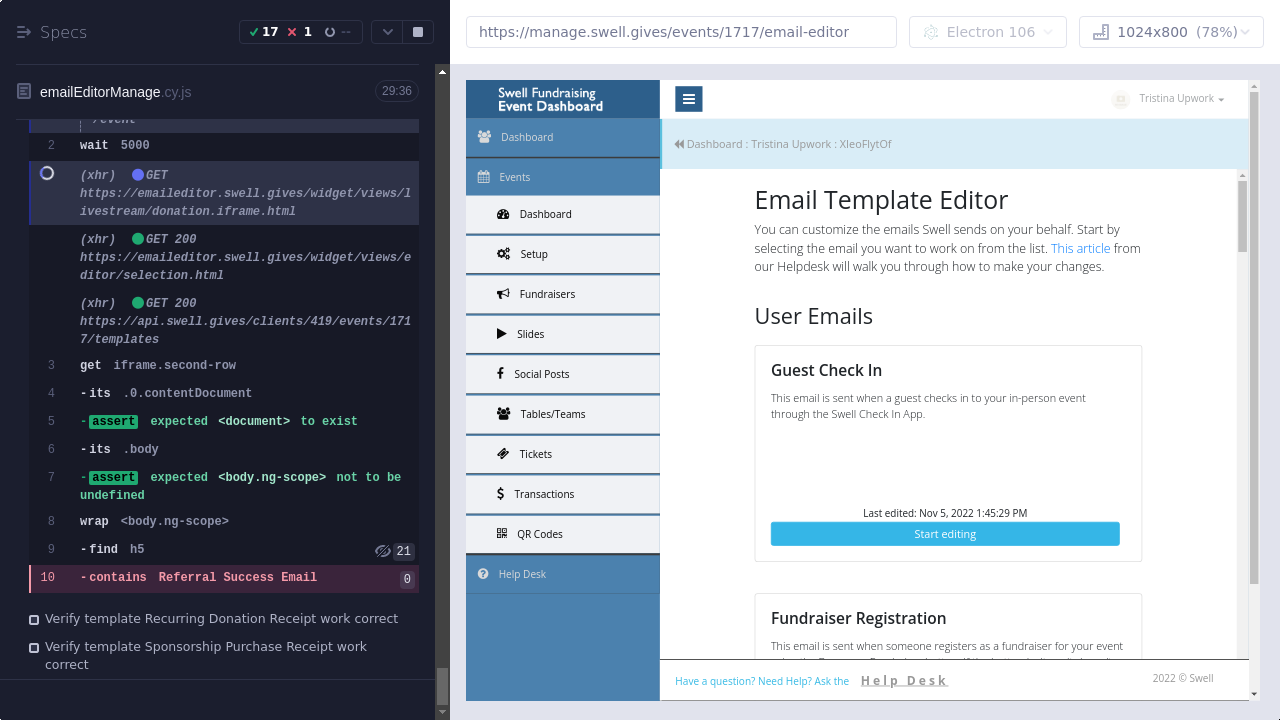 Specs
17 1 --
emailEditorManage.cy.js
29:36
/event
2 wait 5000
(xhr) GET
https://emaileditor.swell.gives/widget/views/l
ivestream/donation.iframe.html
(xhr) GET 200
https://emaileditor.swell.gives/widget/views/e
ditor/selection.html
(xhr) GET 200
https://api.swell.gives/clients/419/events/171
7/templates
3 get iframe.second-row
4 -its .0.contentDocument
5 -assert expected <document> to exist
6 -its .body
7 -assert expected <body.ng-scope> not to be
undefined
8 wrap <body.ng-scope>
9 -find h5 21
10 -contains Referral Success Email 0
Verify template Recurring Donation Receipt work correct
Verify template Sponsorship Purchase Receipt work
correct
https://manage.swell.gives/events/1717/email-editor
Electron 106
1024x800 (78%)
Swell Fundraising
Event Dashboard
Dashboard
Events
Dashboard
Setup
Fundraisers
Slides
Social Posts
Tables/Teams
Tickets
Transactions
QR Codes
Help Desk
Tristina Upwork
Dashboard : Tristina Upwork : XleoFlytOf
Email Template Editor
You can customize the emails Swell sends on your behalf. Start by
selecting the email you want to work on from the list. This article from
our Helpdesk will walk you through how to make your changes.
User Emails
Guest Check In
This email is sent when a guest checks in to your in-person event
through the Swell Check In App.
Last edited: Nov 5, 2022 1:45:29 PM
Start editing
Fundraiser Registration
This email is sent when someone registers as a fundraiser for your event
Have a question? Need Help? Ask the Help Desk
2022 © Swell